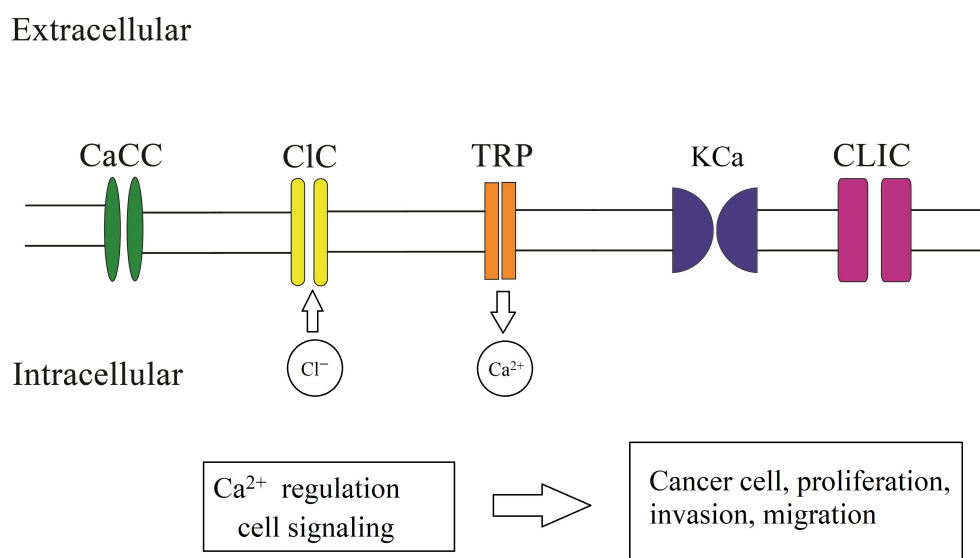 Extracellular
CaCC
ClC
TRP
KCa
CLIC
Cl⁻
Ca²⁺
Intracellular
Ca²⁺ regulation
cell signaling
Cancer cell, proliferation,
invasion, migration